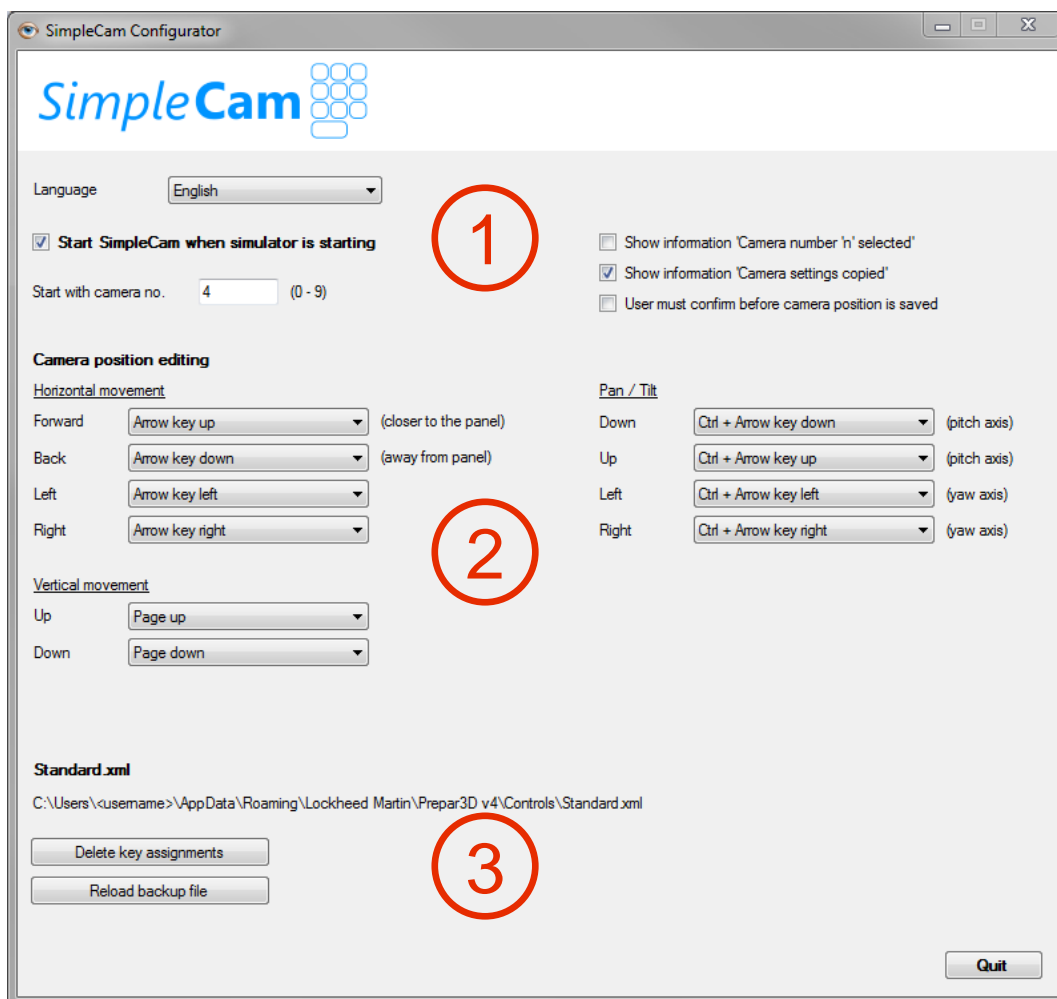 SimpleCam Configurator
SimpleCam
Language English
1
Start SimpleCam when simulator is starting
Start with camera no. 4 (0 - 9)
Show information 'Camera number 'n' selected'
Show information 'Camera settings copied'
User must confirm before camera position is saved
Camera position editing
Horizontal movement
Forward Arrow key up (closer to the panel)
Back Arrow key down (away from panel)
Left Arrow key left
Right Arrow key right
Pan / Tilt
Down Ctrl + Arrow key down (pitch axis)
Up Ctrl + Arrow key up (pitch axis)
Left Ctrl + Arrow key left (yaw axis)
Right Ctrl + Arrow key right (yaw axis)
2
Vertical movement
Up Page up
Down Page down
Standard.xml
C:\Users\<username>\AppData\Roaming\Lockheed Martin\Prepar3D v4\Controls\Standard.xml
Delete key assignments
Reload backup file
3
Quit